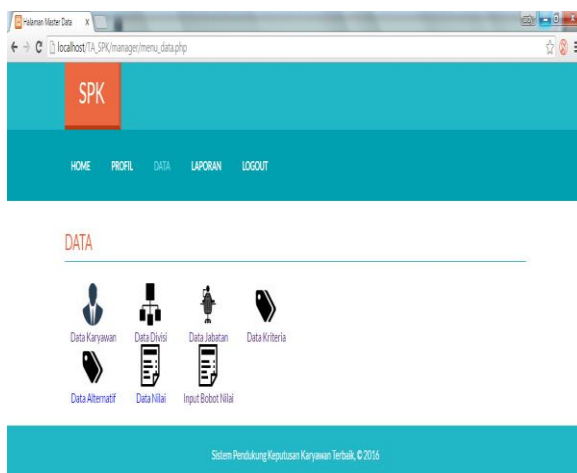 Halaman Master Data
localhost/TA_SPK/manager/menu_data.php
SPK
HOME PROFIL DATA LAPORAN LOGOUT
DATA
Data Karyawan Data Divisi Data Jabatan Data Kriteria
Data Alternatif Data Nilai Input Bobot Nilai
Sistem Pendukung Keputusan Karyawan Terbaik, © 2016